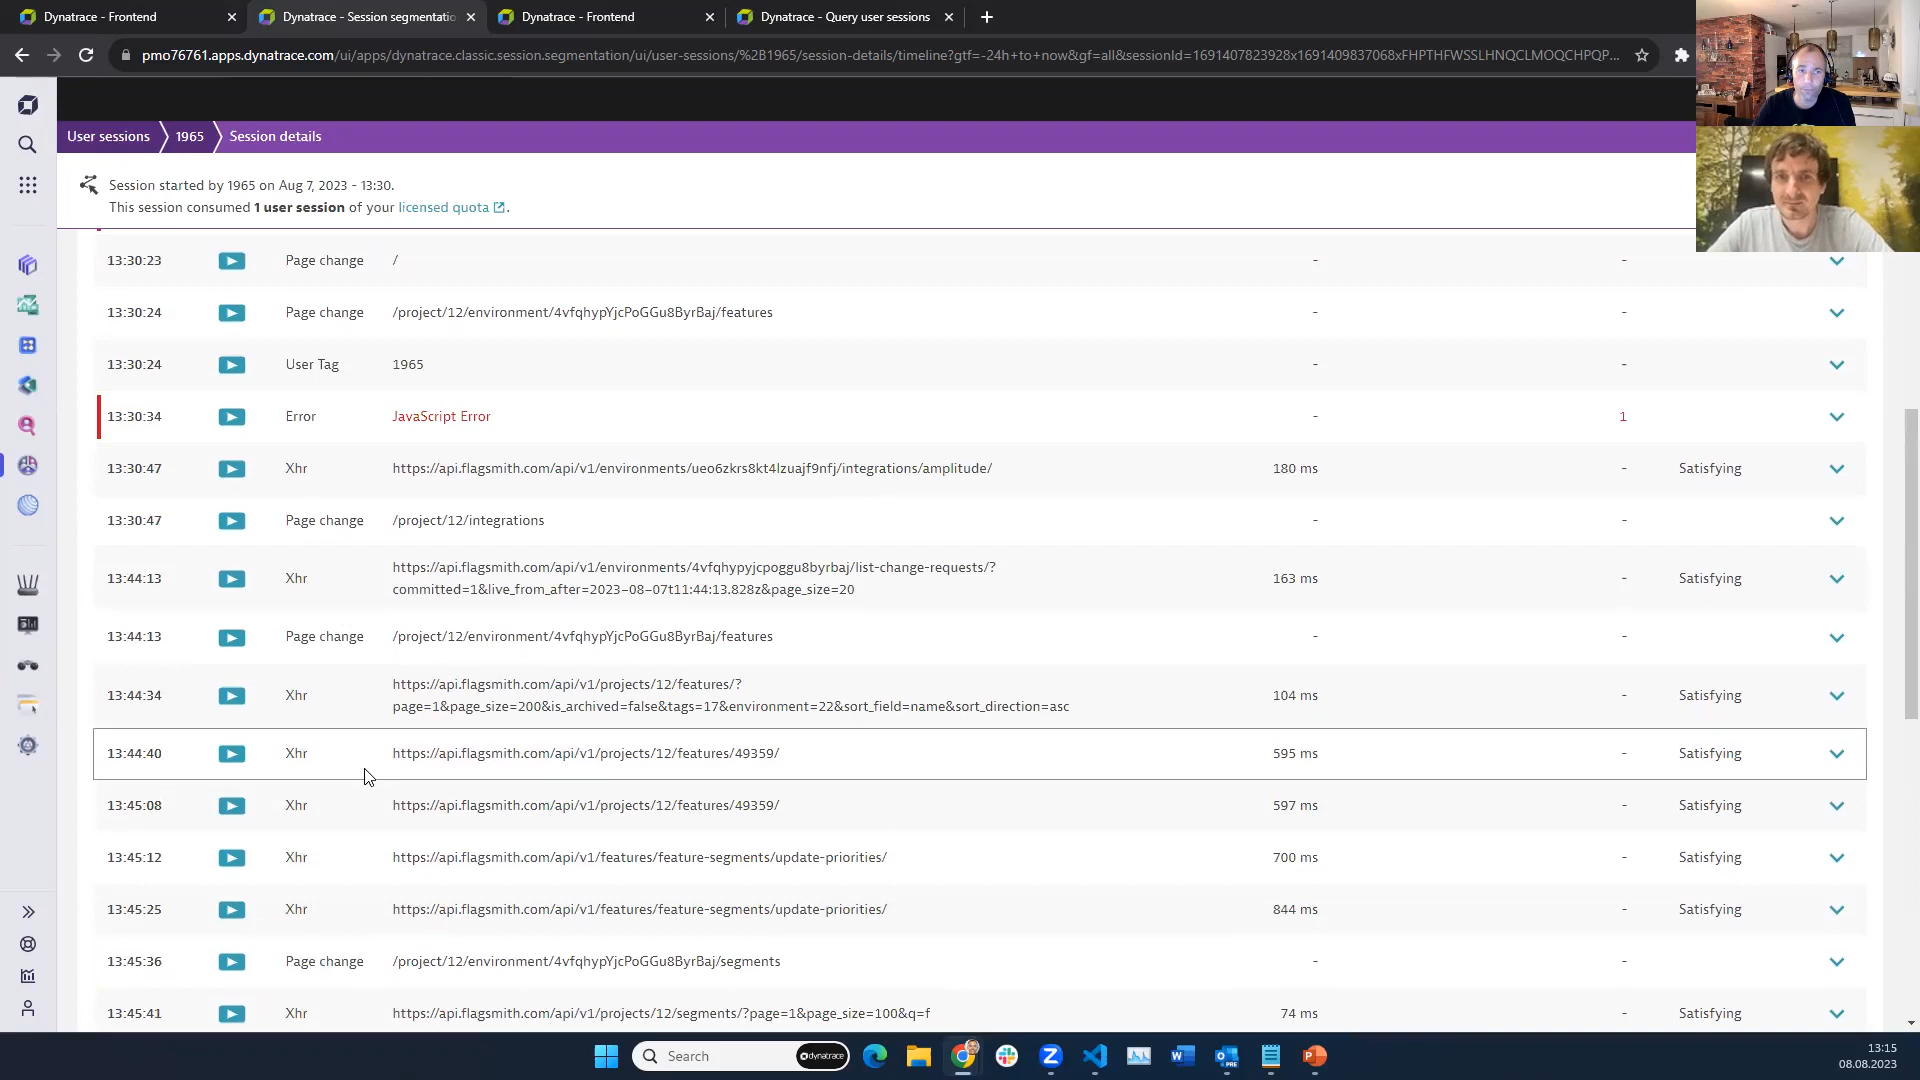 Dynatrace - Frontend
Dynatrace - Session segmentatio
Dynatrace - Frontend
Dynatrace - Query user sessions
pmo76761.apps.dynatrace.com/ui/apps/dynatrace.classic.session.segmentation/ui/user-sessions/%2B1965/session-details/timeline?gtf=-24h+to+now&gf=all&sessionId=1691407823928x1691409837068xFHPTHFWSSLHNQCLMOQCHPQP...
User sessions 1965 Session details
Session started by 1965 on Aug 7, 2023 - 13:30.
This session consumed 1 user session of your licensed quota.
13:30:23 Page change / - -
13:30:24 Page change /project/12/environment/4vfqhypYjcPoGGu8ByrBaj/features - -
13:30:24 User Tag 1965 - -
13:30:34 Error JavaScript Error - 1
13:30:47 Xhr https://api.flagsmith.com/api/v1/environments/ueo6zkrs8kt4lzuajf9nfj/integrations/amplitude/ 180 ms - Satisfying
13:30:47 Page change /project/12/integrations - -
13:44:13 Xhr https://api.flagsmith.com/api/v1/environments/4vfqhypyjcpoggu8byrbaj/list-change-requests/? 163 ms - Satisfying
committed=1&live_from_after=2023-08-07t11:44:13.828z&page_size=20
13:44:13 Page change /project/12/environment/4vfqhypYjcPoGGu8ByrBaj/features - -
13:44:34 Xhr https://api.flagsmith.com/api/v1/projects/12/features/? 104 ms - Satisfying
page=1&page_size=200&is_archived=false&tags=17&environment=22&sort_field=name&sort_direction=asc
13:44:40 Xhr https://api.flagsmith.com/api/v1/projects/12/features/49359/ 595 ms - Satisfying
13:45:08 Xhr https://api.flagsmith.com/api/v1/projects/12/features/49359/ 597 ms - Satisfying
13:45:12 Xhr https://api.flagsmith.com/api/v1/features/feature-segments/update-priorities/ 700 ms - Satisfying
13:45:25 Xhr https://api.flagsmith.com/api/v1/features/feature-segments/update-priorities/ 844 ms - Satisfying
13:45:36 Page change /project/12/environment/4vfqhypYjcPoGGu8ByrBaj/segments - -
13:45:41 Xhr https://api.flagsmith.com/api/v1/projects/12/segments/?page=1&page_size=100&q=f 74 ms - Satisfying
Search dynatrace
13:15
08.08.2023